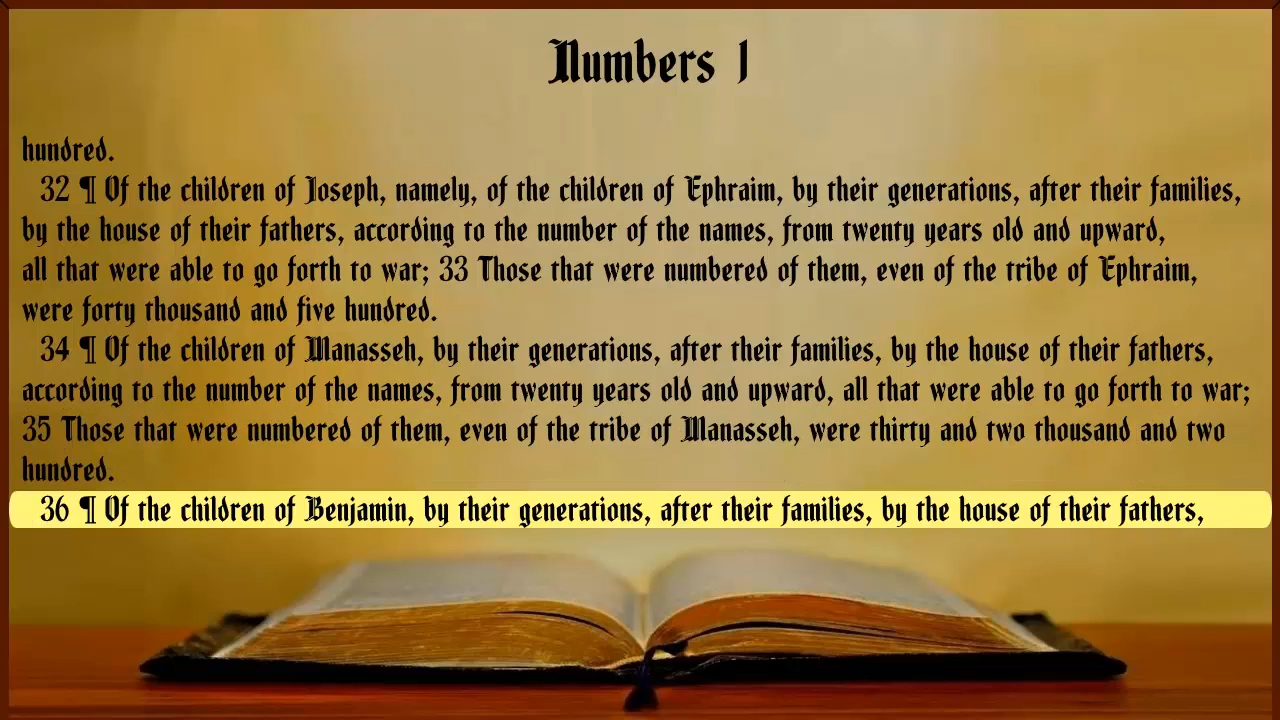 Numbers 1
hundred.
32 ¶ Of the children of Joseph, namely, of the children of Ephraim, by their generations, after their families,
by the house of their fathers, according to the number of the names, from twenty years old and upward,
all that were able to go forth to war; 33 Those that were numbered of them, even of the tribe of Ephraim,
were forty thousand and five hundred.
34 ¶ Of the children of Manasseh, by their generations, after their families, by the house of their fathers,
according to the number of the names, from twenty years old and upward, all that were able to go forth to war;
35 Those that were numbered of them, even of the tribe of Manasseh, were thirty and two thousand and two
hundred.
36 ¶ Of the children of Benjamin, by their generations, after their families, by the house of their fathers,